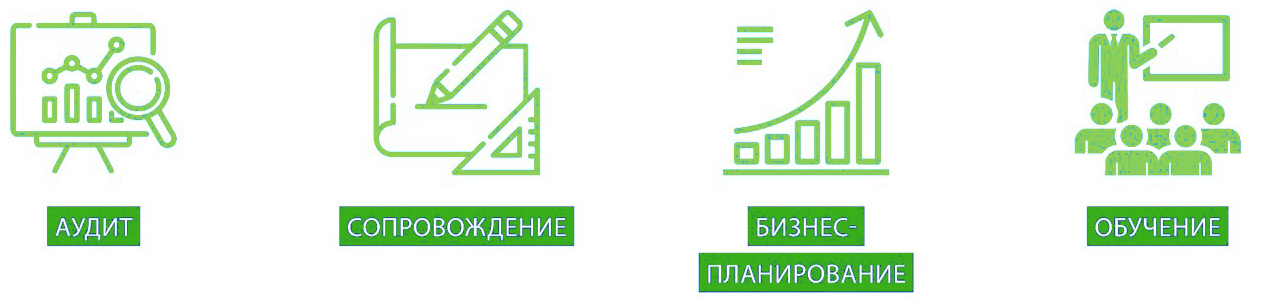 АУДИТ
СОПРОВОЖДЕНИЕ
БИЗНЕС-
ПЛАНИРОВАНИЕ
ОБУЧЕНИЕ